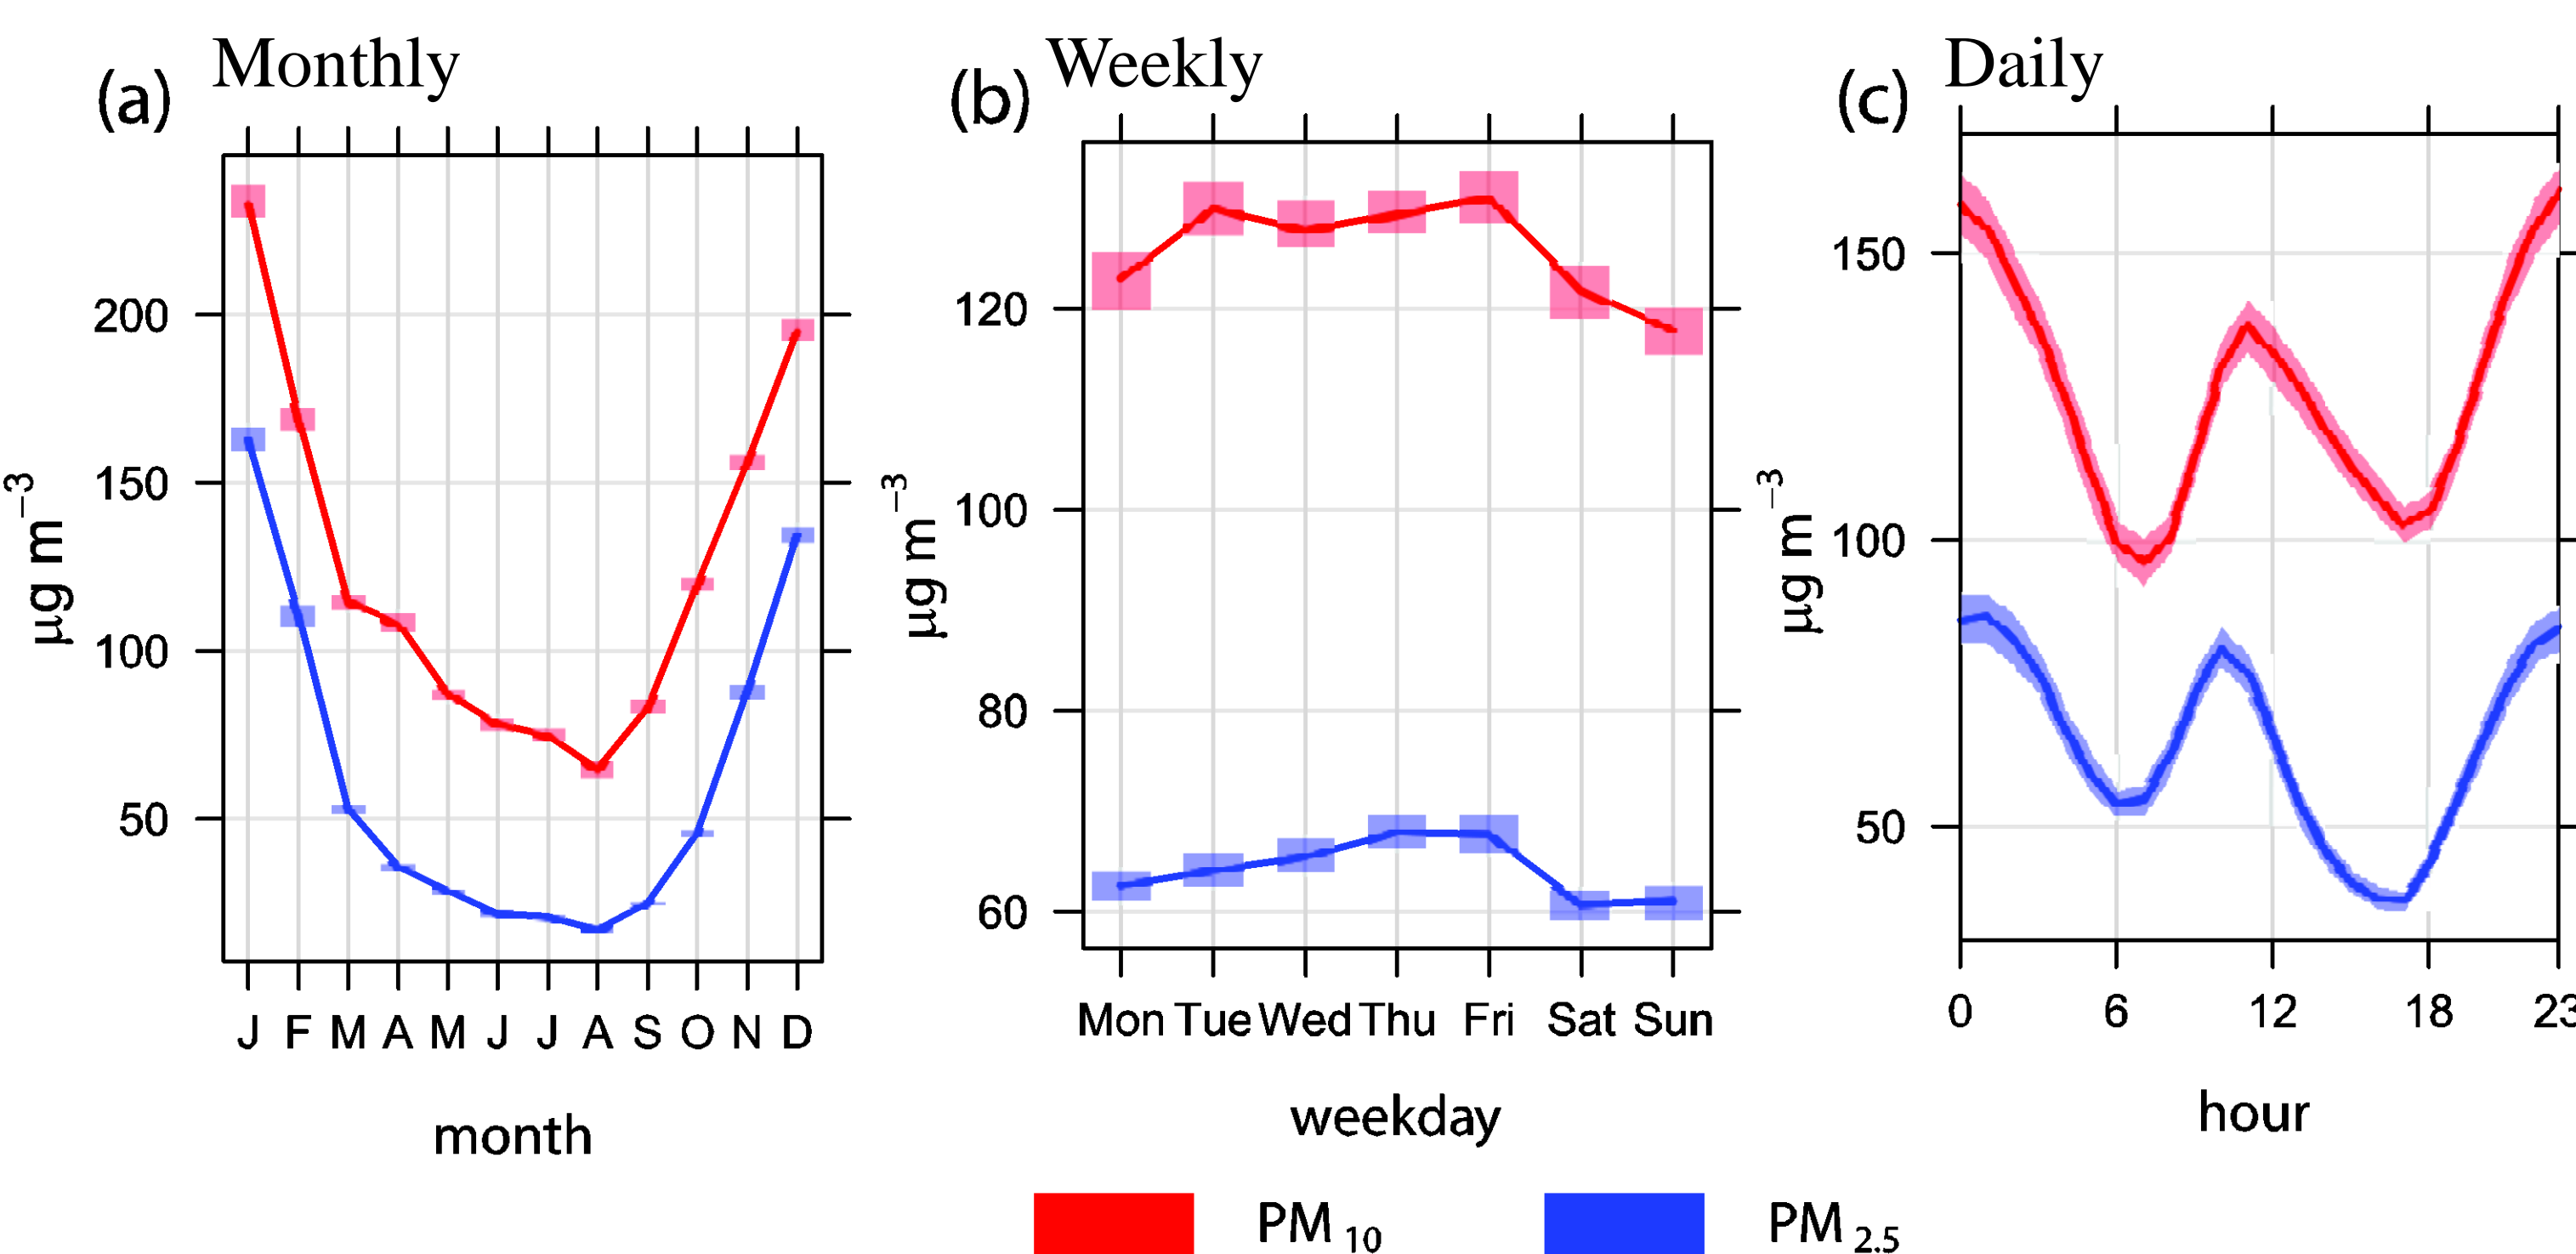 (a) Monthly
µg m⁻³
200
150
100
50
J F M A M J J A S O N D
month
(b) Weekly
µg m⁻³
120
100
80
60
Mon Tue Wed Thu Fri Sat Sun
weekday
(c) Daily
µg m⁻³
150
100
50
0 6 12 18 23
hour
PM 10 PM 2.5